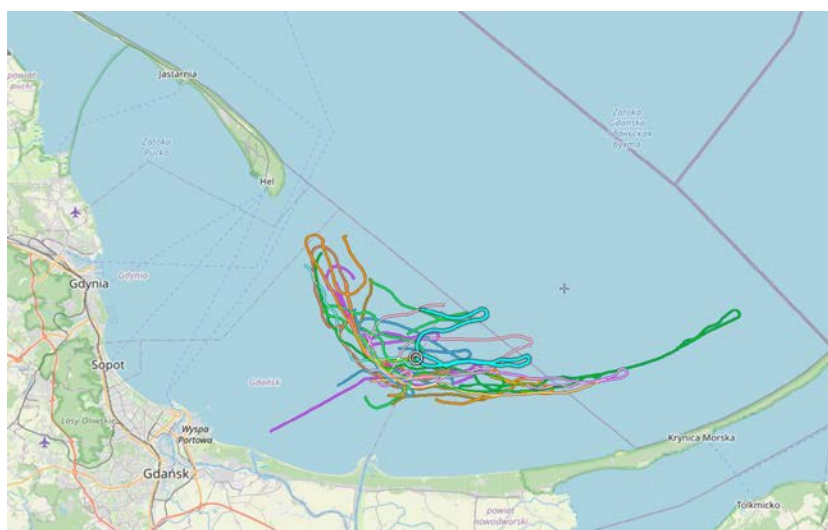 powiat
pucki
Jastarnia
Zatoka
Pucka
Zatoka
Gdańska
Hel
Gdynia
Gdynia
Sopot
Gdański
Lasy Oliwskie
Wyspa
Portowa
Gdańsk
Krynica Morska
powiat
nowodworski
Tolkmicko